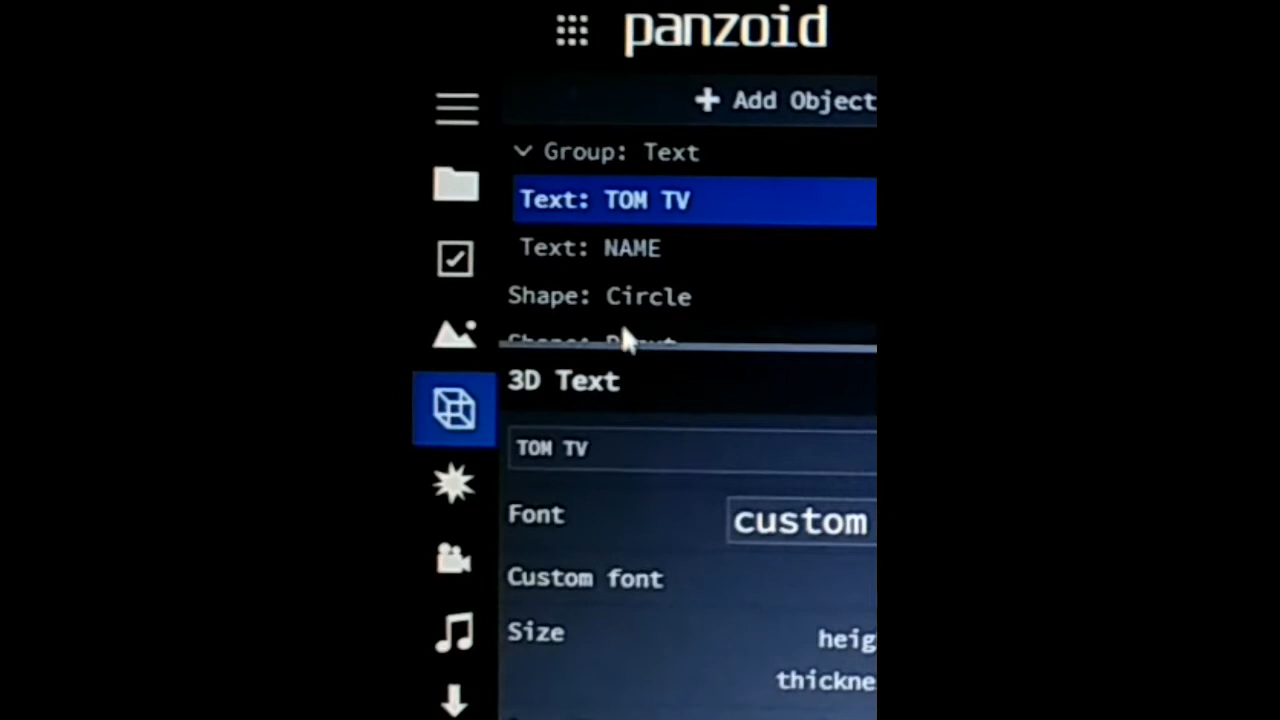 panzoid
Add Object
Group: Text
Text: TOM TV
Text: NAME
Shape: Circle
3D Text
TOM TV
Font
custom
Custom font
Size
heig
thickne